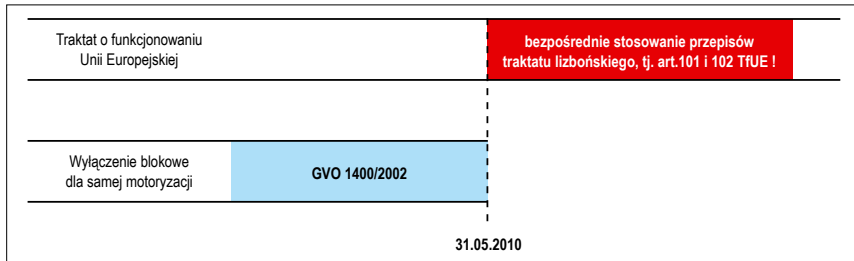 Traktat o funkcjonowaniu
Unii Europejskiej
bezpośrednie stosowanie przepisów
traktatu lizbońskiego, tj. art.101 i 102 TfUE !
Wyłączenie blokowe
dla samej motoryzacji
GVO 1400/2002
31.05.2010